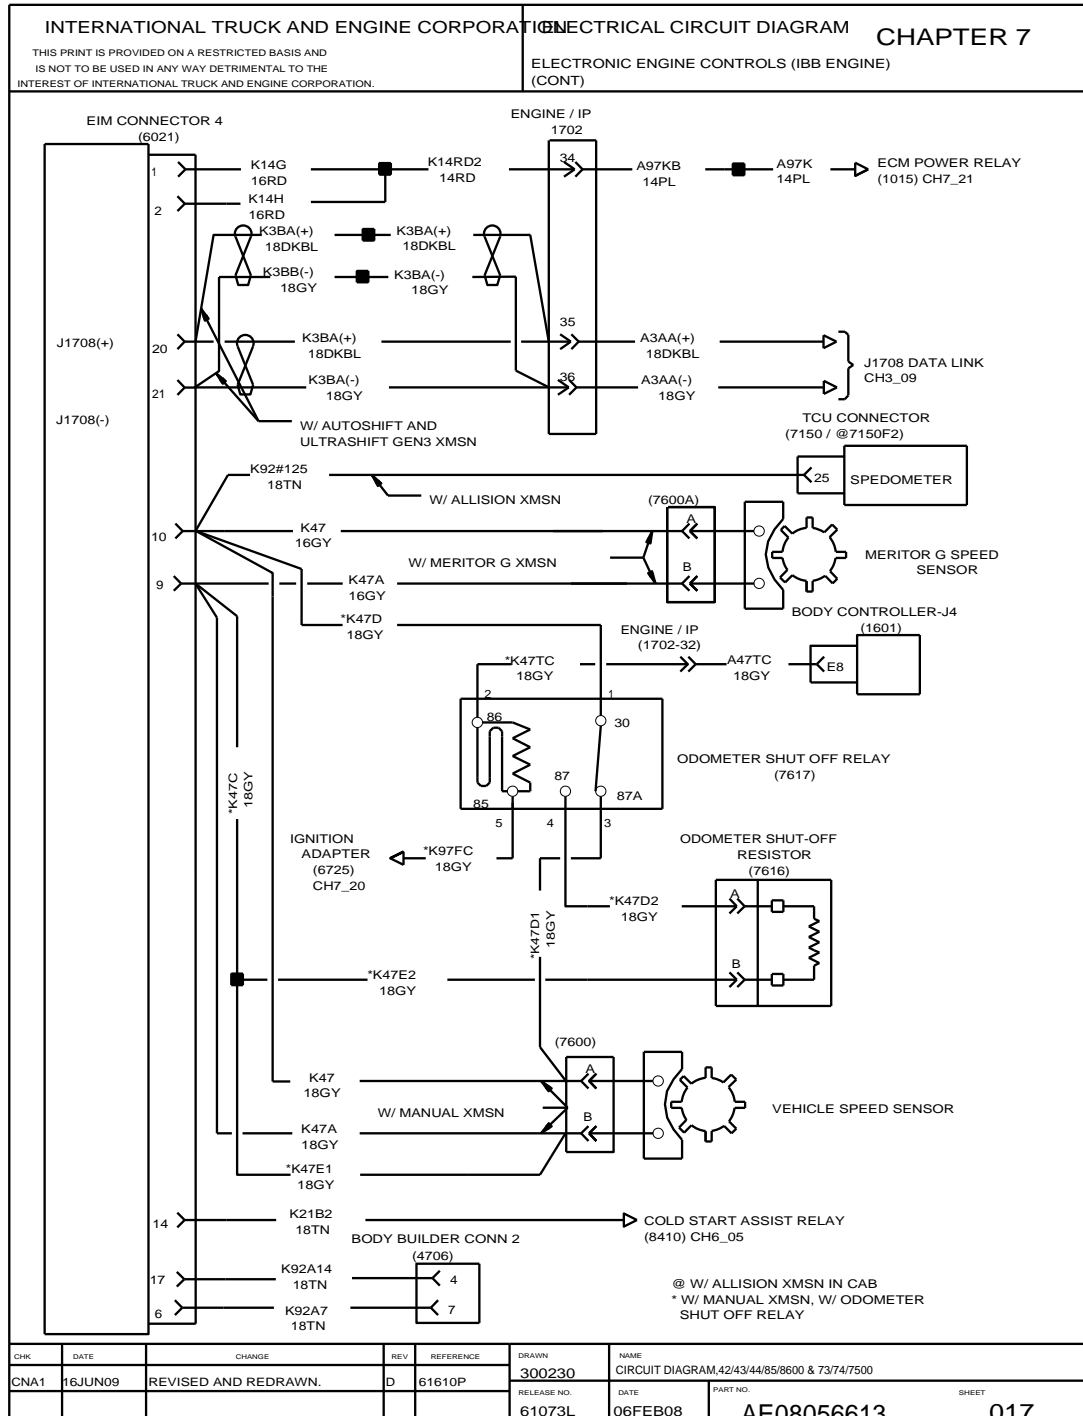 INTERNATIONAL TRUCK AND ENGINE CORPORATION
ELECTRICAL CIRCUIT DIAGRAM
CHAPTER 7
THIS PRINT IS PROVIDED ON A RESTRICTED BASIS AND
IS NOT TO BE USED IN ANY WAY DETRIMENTAL TO THE
INTEREST OF INTERNATIONAL TRUCK AND ENGINE CORPORATION.
ELECTRONIC ENGINE CONTROLS (IBB ENGINE)
(CONT)
EIM CONNECTOR 4
(6021)
ENGINE / IP
1702
1
K14G
16RD
K14RD2
14RD
34
A97KB
14PL
A97K
14PL
ECM POWER RELAY
(1015) CH7_21
2
K14H
16RD
K3BA(+)
18DKBL
K3BA(+)
18DKBL
K3BB(-)
18GY
K3BA(-)
18GY
J1708(+)
20
K3BA(+)
18DKBL
35
A3AA(+)
18DKBL
J1708 DATA LINK
CH3_09
21
K3BA(-)
18GY
36
A3AA(-)
18GY
J1708(-)
W/ AUTOSHIFT AND
ULTRASHIFT GEN3 XMSN
TCU CONNECTOR
(7150 / @7150F2)
K92#125
18TN
25
SPEDOMETER
W/ ALLISION XMSN
(7600A)
10
K47
16GY
A
W/ MERITOR G XMSN
MERITOR G SPEED
SENSOR
9
K47A
16GY
B
*K47D
18GY
BODY CONTROLLER-J4
(1601)
ENGINE / IP
(1702-32)
*K47TC
18GY
A47TC
18GY
E8
2
1
86
30
ODOMETER SHUT OFF RELAY
(7617)
87
87A
85
5
4
3
*K47C
18GY
IGNITION
ADAPTER
(6725)
CH7_20
*K97FC
18GY
ODOMETER SHUT-OFF
RESISTOR
(7616)
*K47D2
18GY
A
*K47D1
18GY
*K47E2
18GY
B
(7600)
K47
18GY
A
W/ MANUAL XMSN
VEHICLE SPEED SENSOR
K47A
18GY
B
*K47E1
18GY
14
K21B2
18TN
COLD START ASSIST RELAY
(8410) CH6_05
BODY BUILDER CONN 2
(4706)
17
K92A14
18TN
4
6
K92A7
18TN
7
@ W/ ALLISION XMSN IN CAB
* W/ MANUAL XMSN, W/ ODOMETER
SHUT OFF RELAY
CHK DATE CHANGE REV REFERENCE
CNA1 16JUN09 REVISED AND REDRAWN. D 61610P
DRAWN
300230
NAME
CIRCUIT DIAGRAM,42/43/44/85/8600 & 73/74/7500
RELEASE NO.
61073L
DATE
06FEB08
PART NO.
AE08056613
SHEET
017